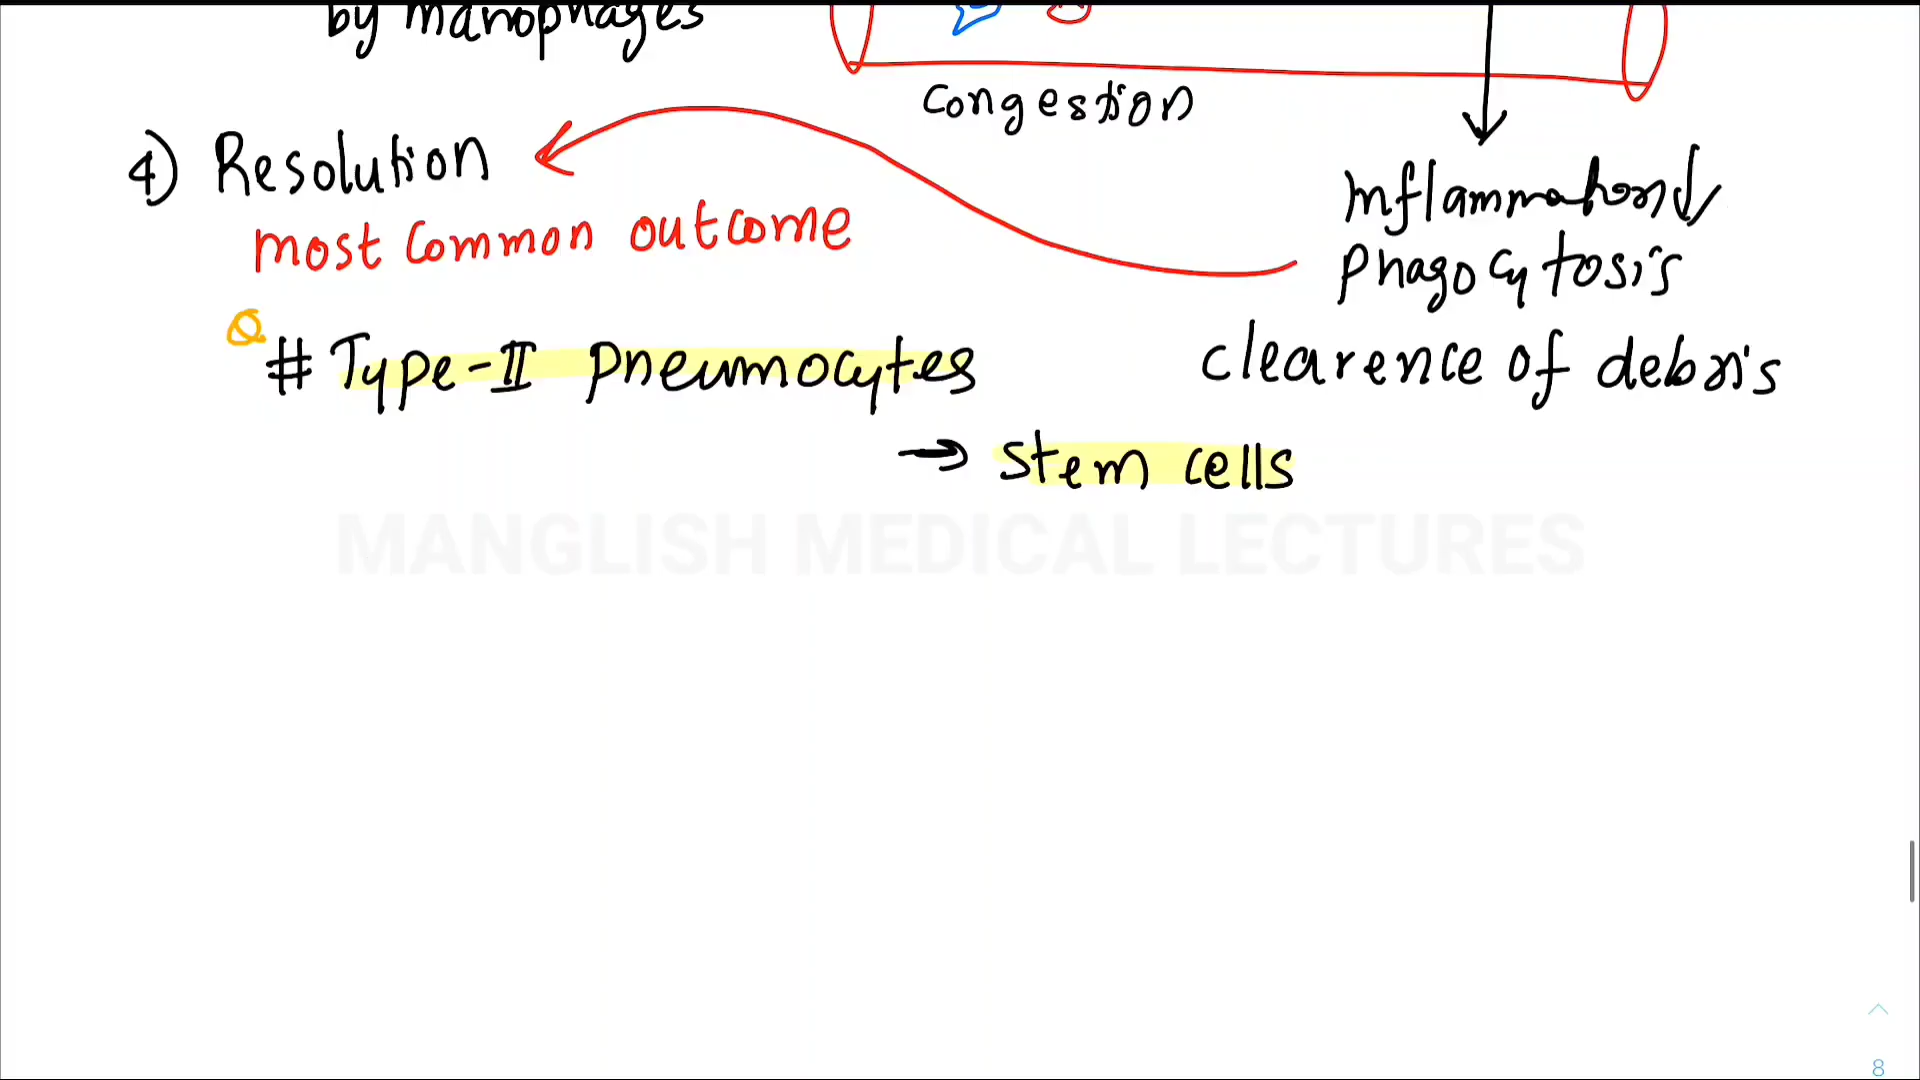 by manophages
Congestion
4) Resolution
most common outcome
Inflammation↓
Phagocytosis
clearence of debris
Q
# Type-II pneumocytes
→ stem cells
MANGLISH MEDICAL LECTURES
8